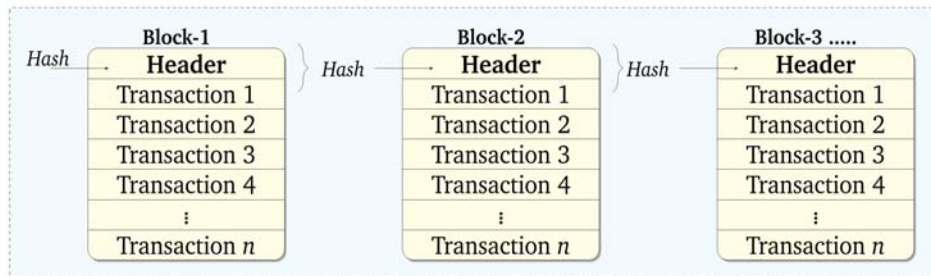 Block-1
Hash
Header
Transaction 1
Transaction 2
Transaction 3
Transaction 4
⋮
Transaction n
Block-2
Hash
Header
Transaction 1
Transaction 2
Transaction 3
Transaction 4
⋮
Transaction n
Block-3 .....
Hash
Header
Transaction 1
Transaction 2
Transaction 3
Transaction 4
⋮
Transaction n